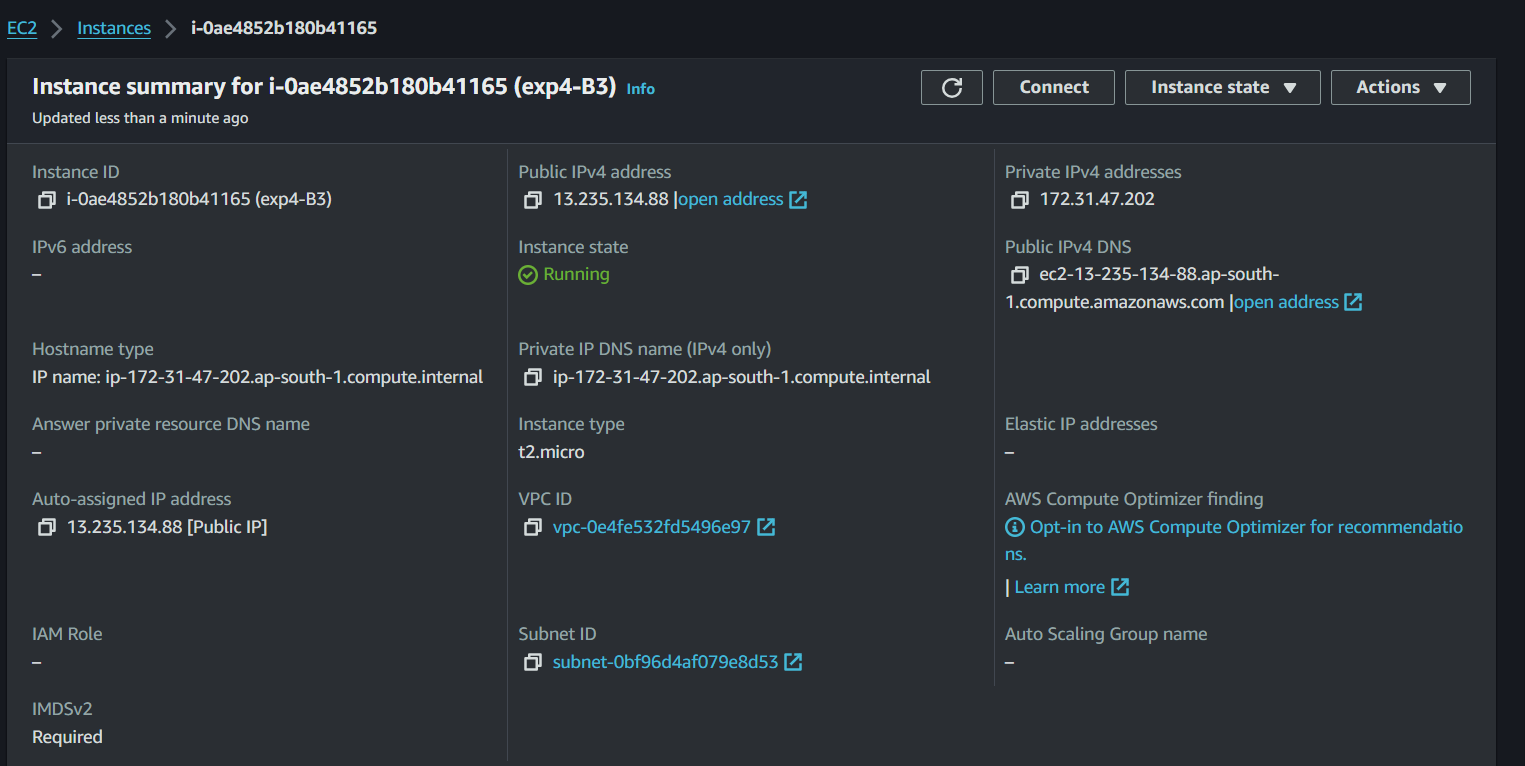 EC2 > Instances > i-0ae4852b180b41165
Instance summary for i-0ae4852b180b41165 (exp4-B3) Info
Updated less than a minute ago
Connect
Instance state ▼
Actions ▼
Instance ID
i-0ae4852b180b41165 (exp4-B3)
Public IPv4 address
13.235.134.88 |open address
Private IPv4 addresses
172.31.47.202
IPv6 address
–
Instance state
Running
Public IPv4 DNS
ec2-13-235-134-88.ap-south-
1.compute.amazonaws.com |open address
Hostname type
IP name: ip-172-31-47-202.ap-south-1.compute.internal
Private IP DNS name (IPv4 only)
ip-172-31-47-202.ap-south-1.compute.internal
Answer private resource DNS name
–
Instance type
t2.micro
Elastic IP addresses
–
Auto-assigned IP address
13.235.134.88 [Public IP]
VPC ID
vpc-0e4fe532fd5496e97
AWS Compute Optimizer finding
Opt-in to AWS Compute Optimizer for recommendatio
ns.
| Learn more
IAM Role
–
Subnet ID
subnet-0bf96d4af079e8d53
Auto Scaling Group name
–
IMDSv2
Required